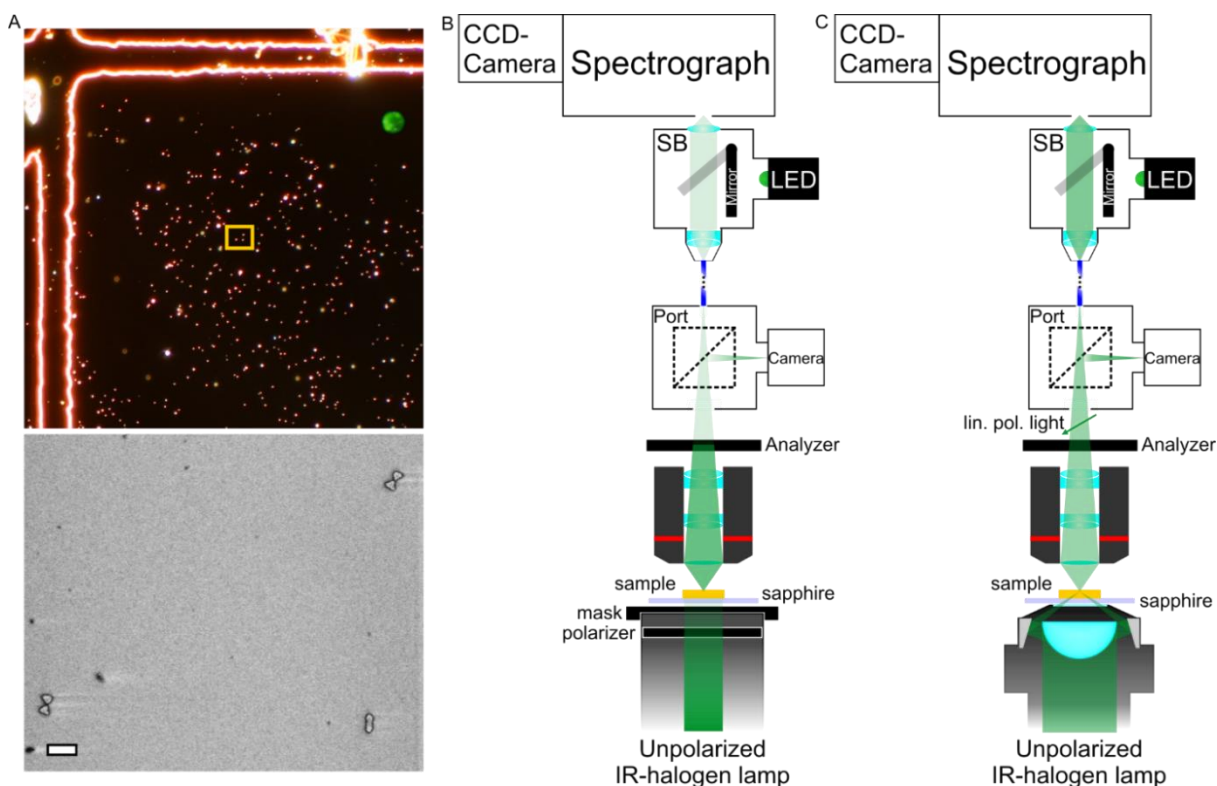 A
B
CCD-
Camera
Spectrograph
SB
Mirror
LED
Port
Camera
Analyzer
sample
sapphire
mask
polarizer
Unpolarized
IR-halogen lamp
C
CCD-
Camera
Spectrograph
SB
Mirror
LED
Port
Camera
lin. pol. light
Analyzer
sample
sapphire
Unpolarized
IR-halogen lamp